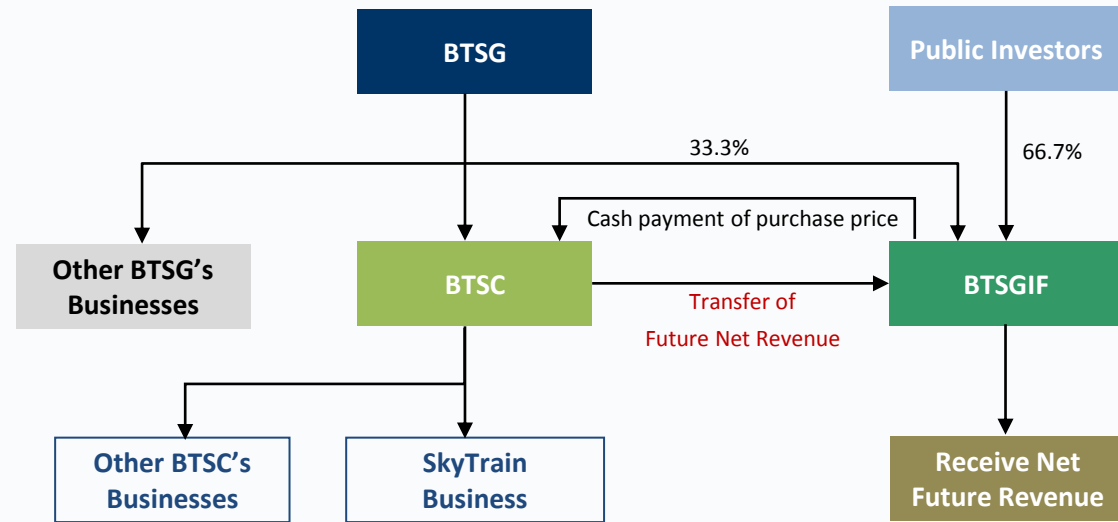 BTSG
Public Investors
33.3%
66.7%
Cash payment of purchase price
Other BTSG's
Businesses
BTSC
BTSGIF
Transfer of
Future Net Revenue
Other BTSC's
Businesses
SkyTrain
Business
Receive Net
Future Revenue